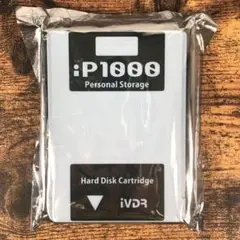 iP1000
Personal Storage
Hard Disk Cartridge
iVDR